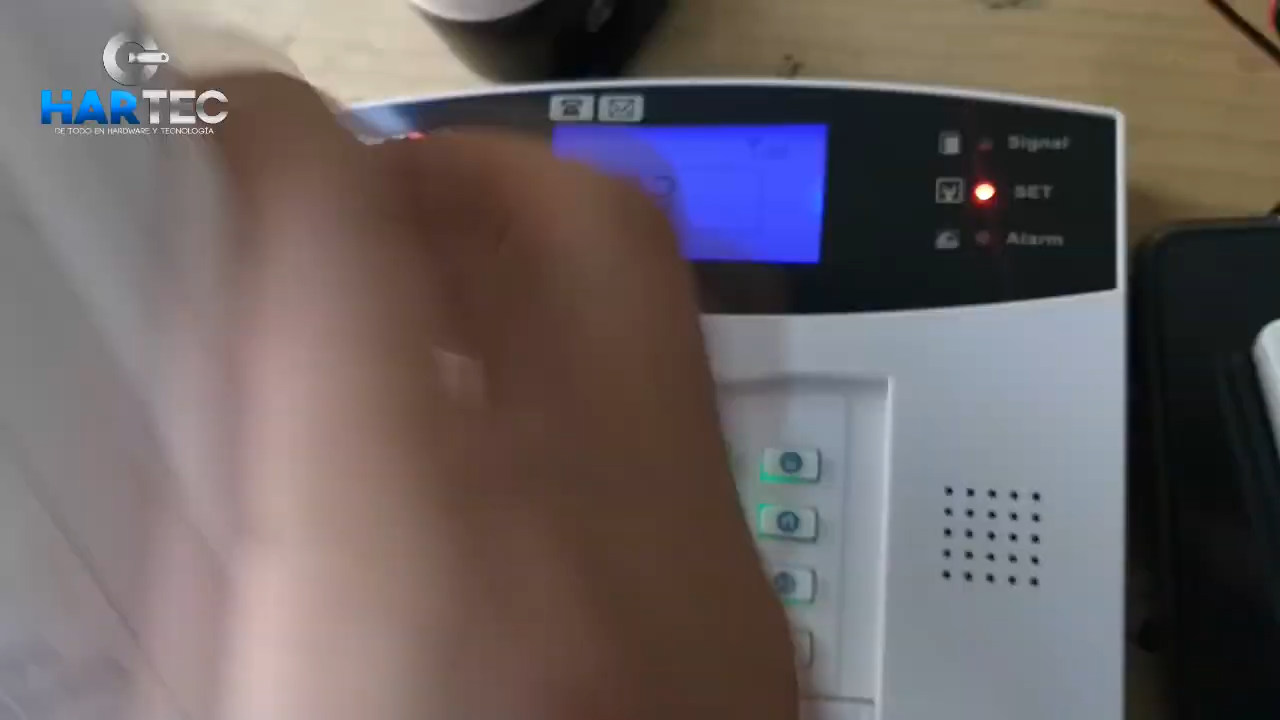 HARTEC
DE TODO EN HARDWARE Y TECNOLOGÍA
Signal
SET
Alarm